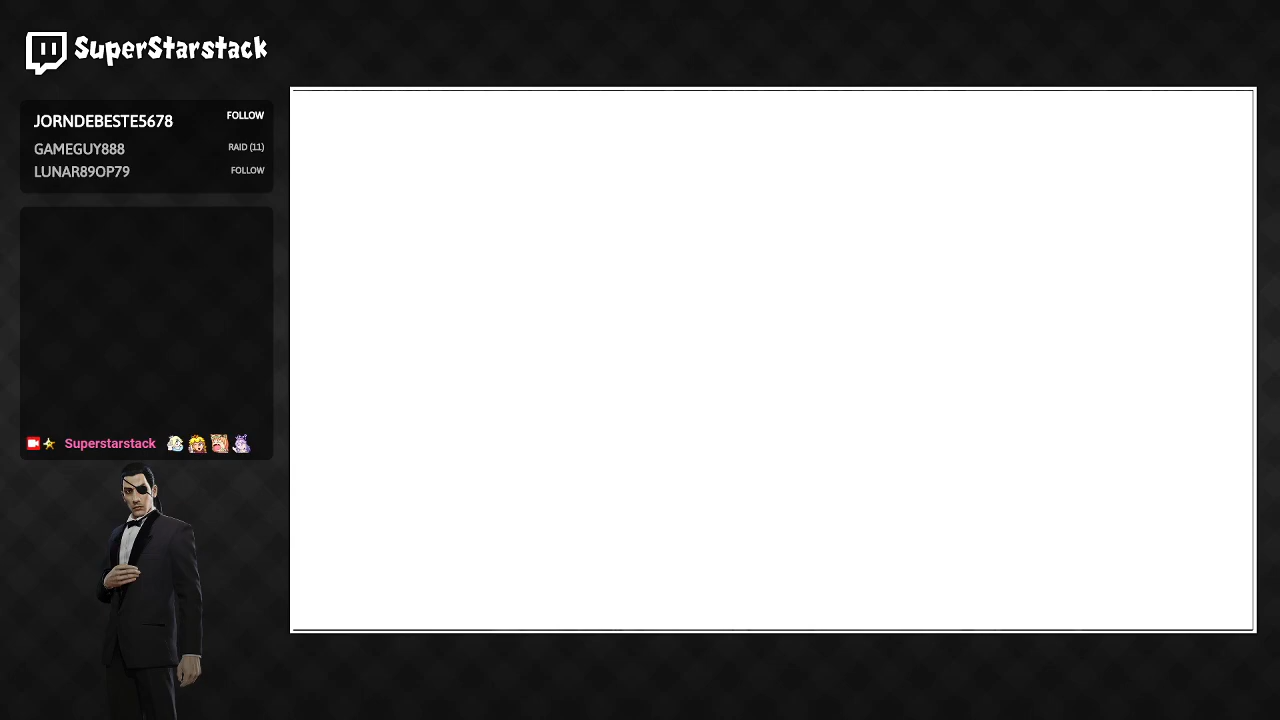 SuperStarstack
JORNDEBESTE5678 FOLLOW
GAMEGUY888 RAID (11)
LUNAR89OP79 FOLLOW
Superstarstack